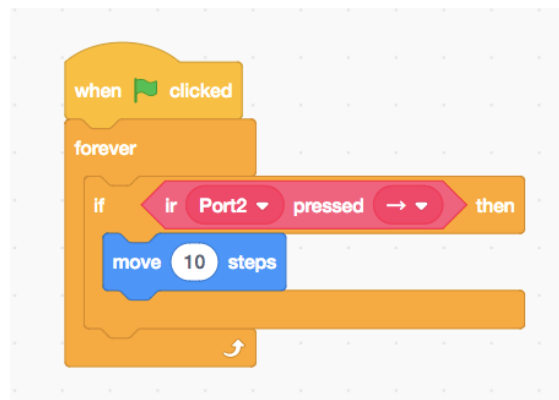 when clicked
forever
if ir Port2 pressed → then
move 10 steps